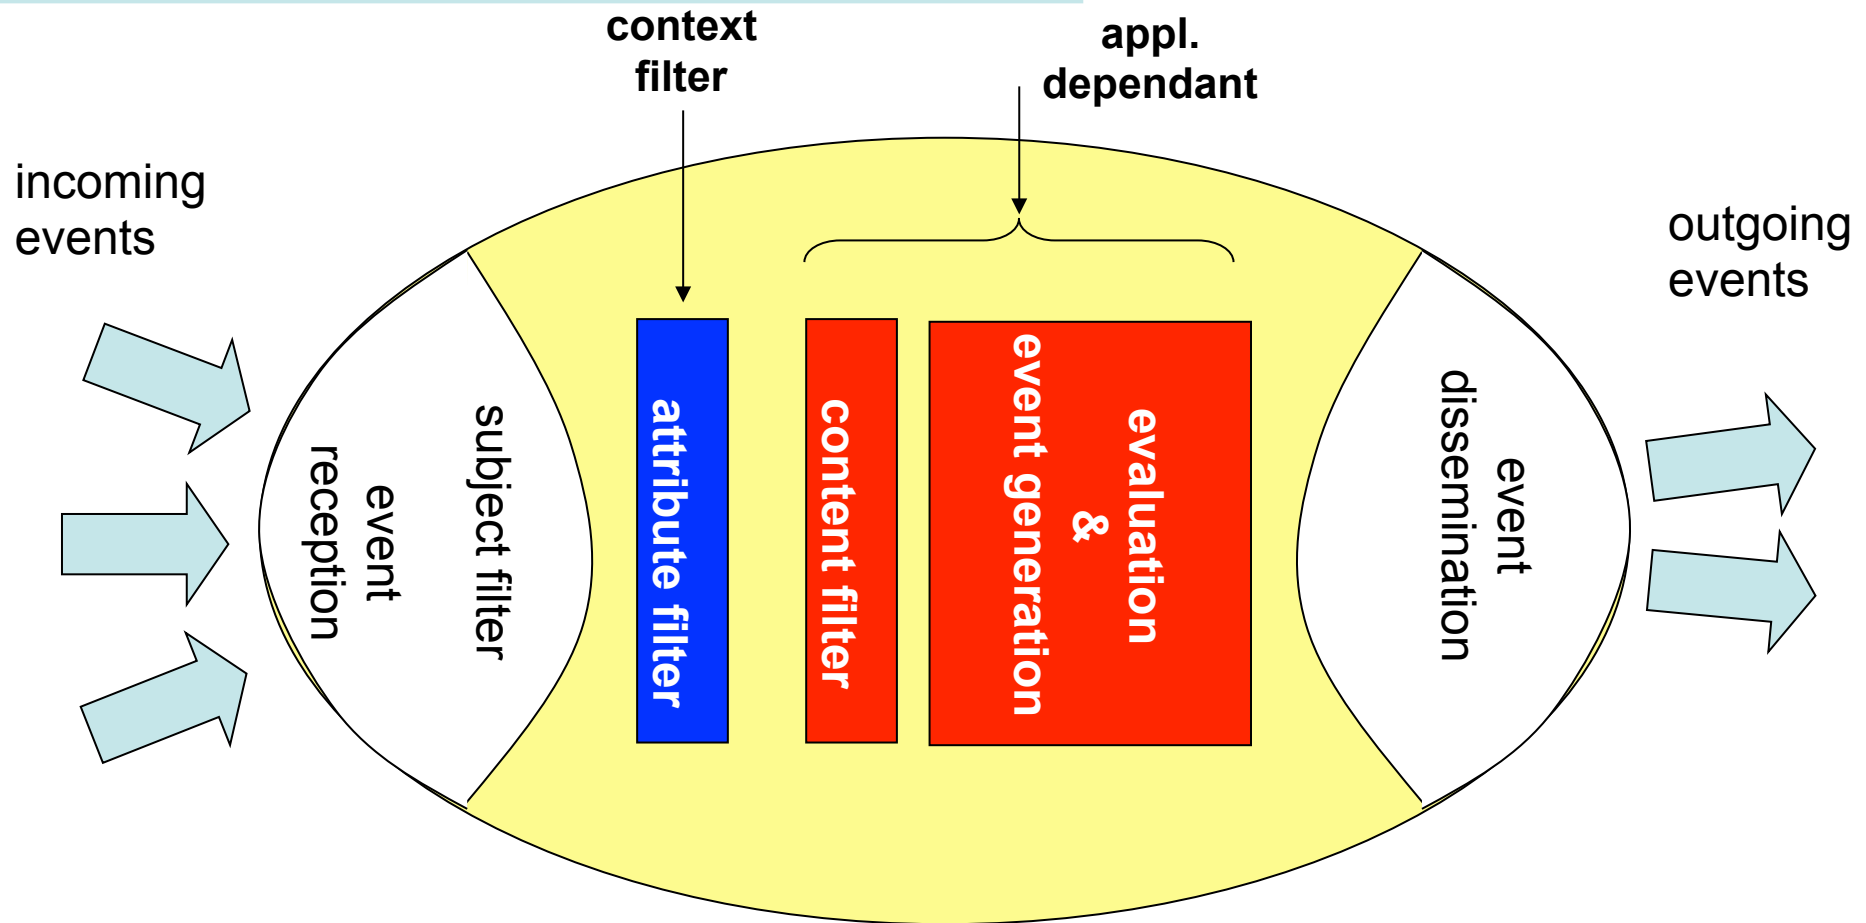 context
filter
appl.
dependant
incoming
events
outgoing
events
event
reception
subject filter
attribute filter
content filter
evaluation
&
event generation
event
dissemination